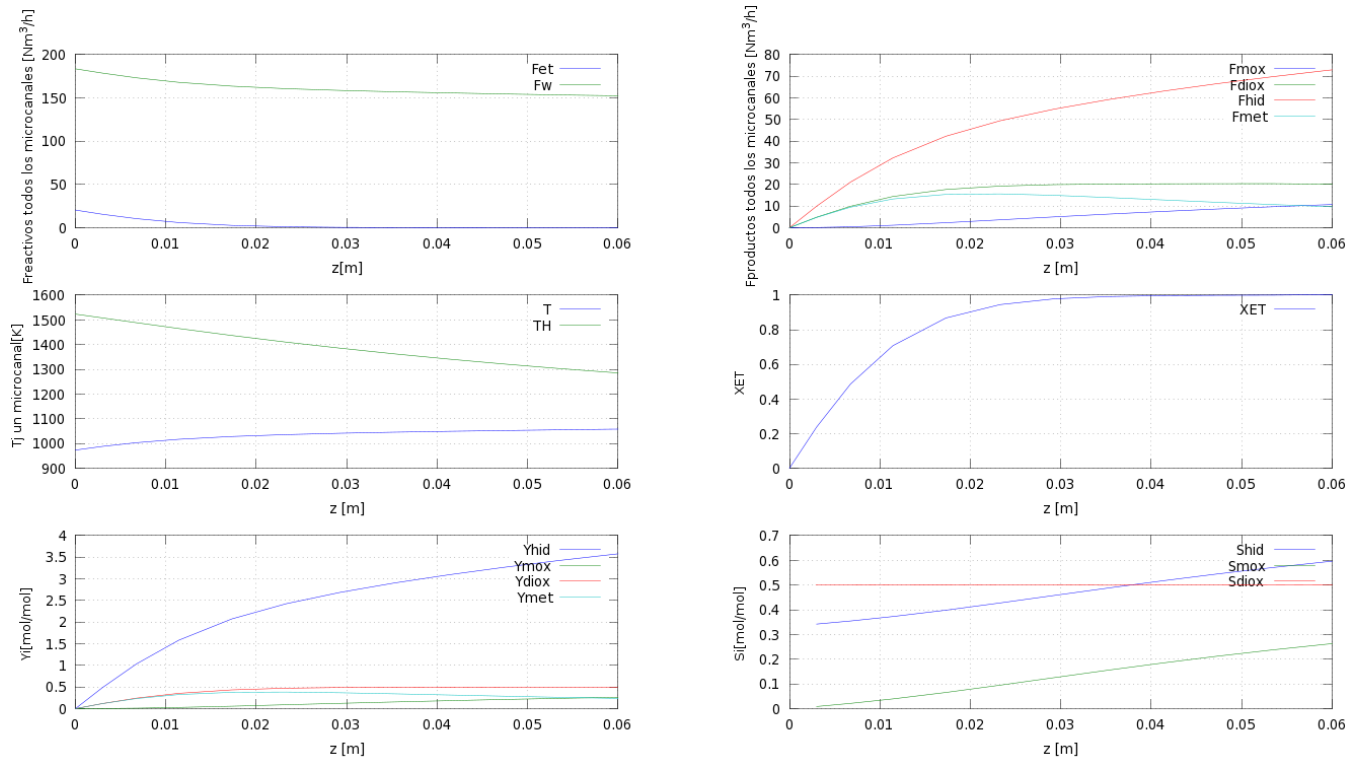 Freactivos todos los microcanales [Nm³/h]
200
150
100
50
0
Fet
Fw
0 0.01 0.02 0.03 0.04 0.05 0.06
z[m]
Fproductos todos los microcanales [Nm³/h]
80
70
60
50
40
30
20
10
0
Fmox
Fdiox
Fhid
Fmet
0 0.01 0.02 0.03 0.04 0.05 0.06
z [m]
Tj un microcanal[K]
1600
1500
1400
1300
1200
1100
1000
900
T
TH
0 0.01 0.02 0.03 0.04 0.05 0.06
z [m]
XET
1
0.8
0.6
0.4
0.2
0
XET
0 0.01 0.02 0.03 0.04 0.05 0.06
z [m]
Yi[mol/mol]
4
3.5
3
2.5
2
1.5
1
0.5
0
Yhid
Ymox
Ydiox
Ymet
0 0.01 0.02 0.03 0.04 0.05 0.06
z [m]
Si[mol/mol]
0.7
0.6
0.5
0.4
0.3
0.2
0.1
0
Shid
Smox
Sdiox
0 0.01 0.02 0.03 0.04 0.05 0.06
z [m]